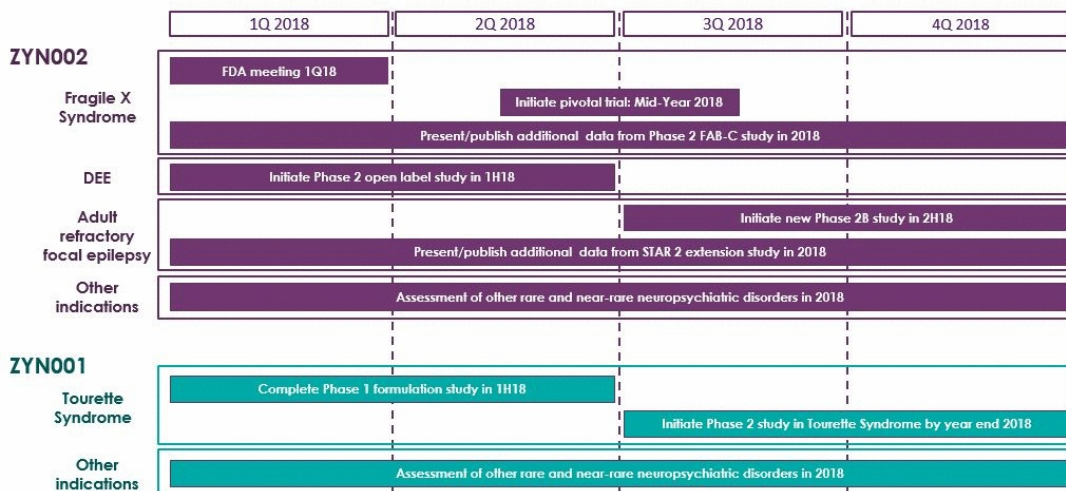 1Q 2018
2Q 2018
3Q 2018
4Q 2018
ZYN002
Fragile X
Syndrome
FDA meeting 1Q18
Initiate pivotal trial: Mid-Year 2018
Present/publish additional data from Phase 2 FAB-C study in 2018
DEE
Initiate Phase 2 open label study in 1H18
Adult
refractory
focal epilepsy
Initiate new Phase 2B study in 2H18
Present/publish additional data from STAR 2 extension study in 2018
Other
indications
Assessment of other rare and near-rare neuropsychiatric disorders in 2018
ZYN001
Tourette
Syndrome
Complete Phase 1 formulation study in 1H18
Initiate Phase 2 study in Tourette Syndrome by year end 2018
Other
indications
Assessment of other rare and near-rare neuropsychiatric disorders in 2018